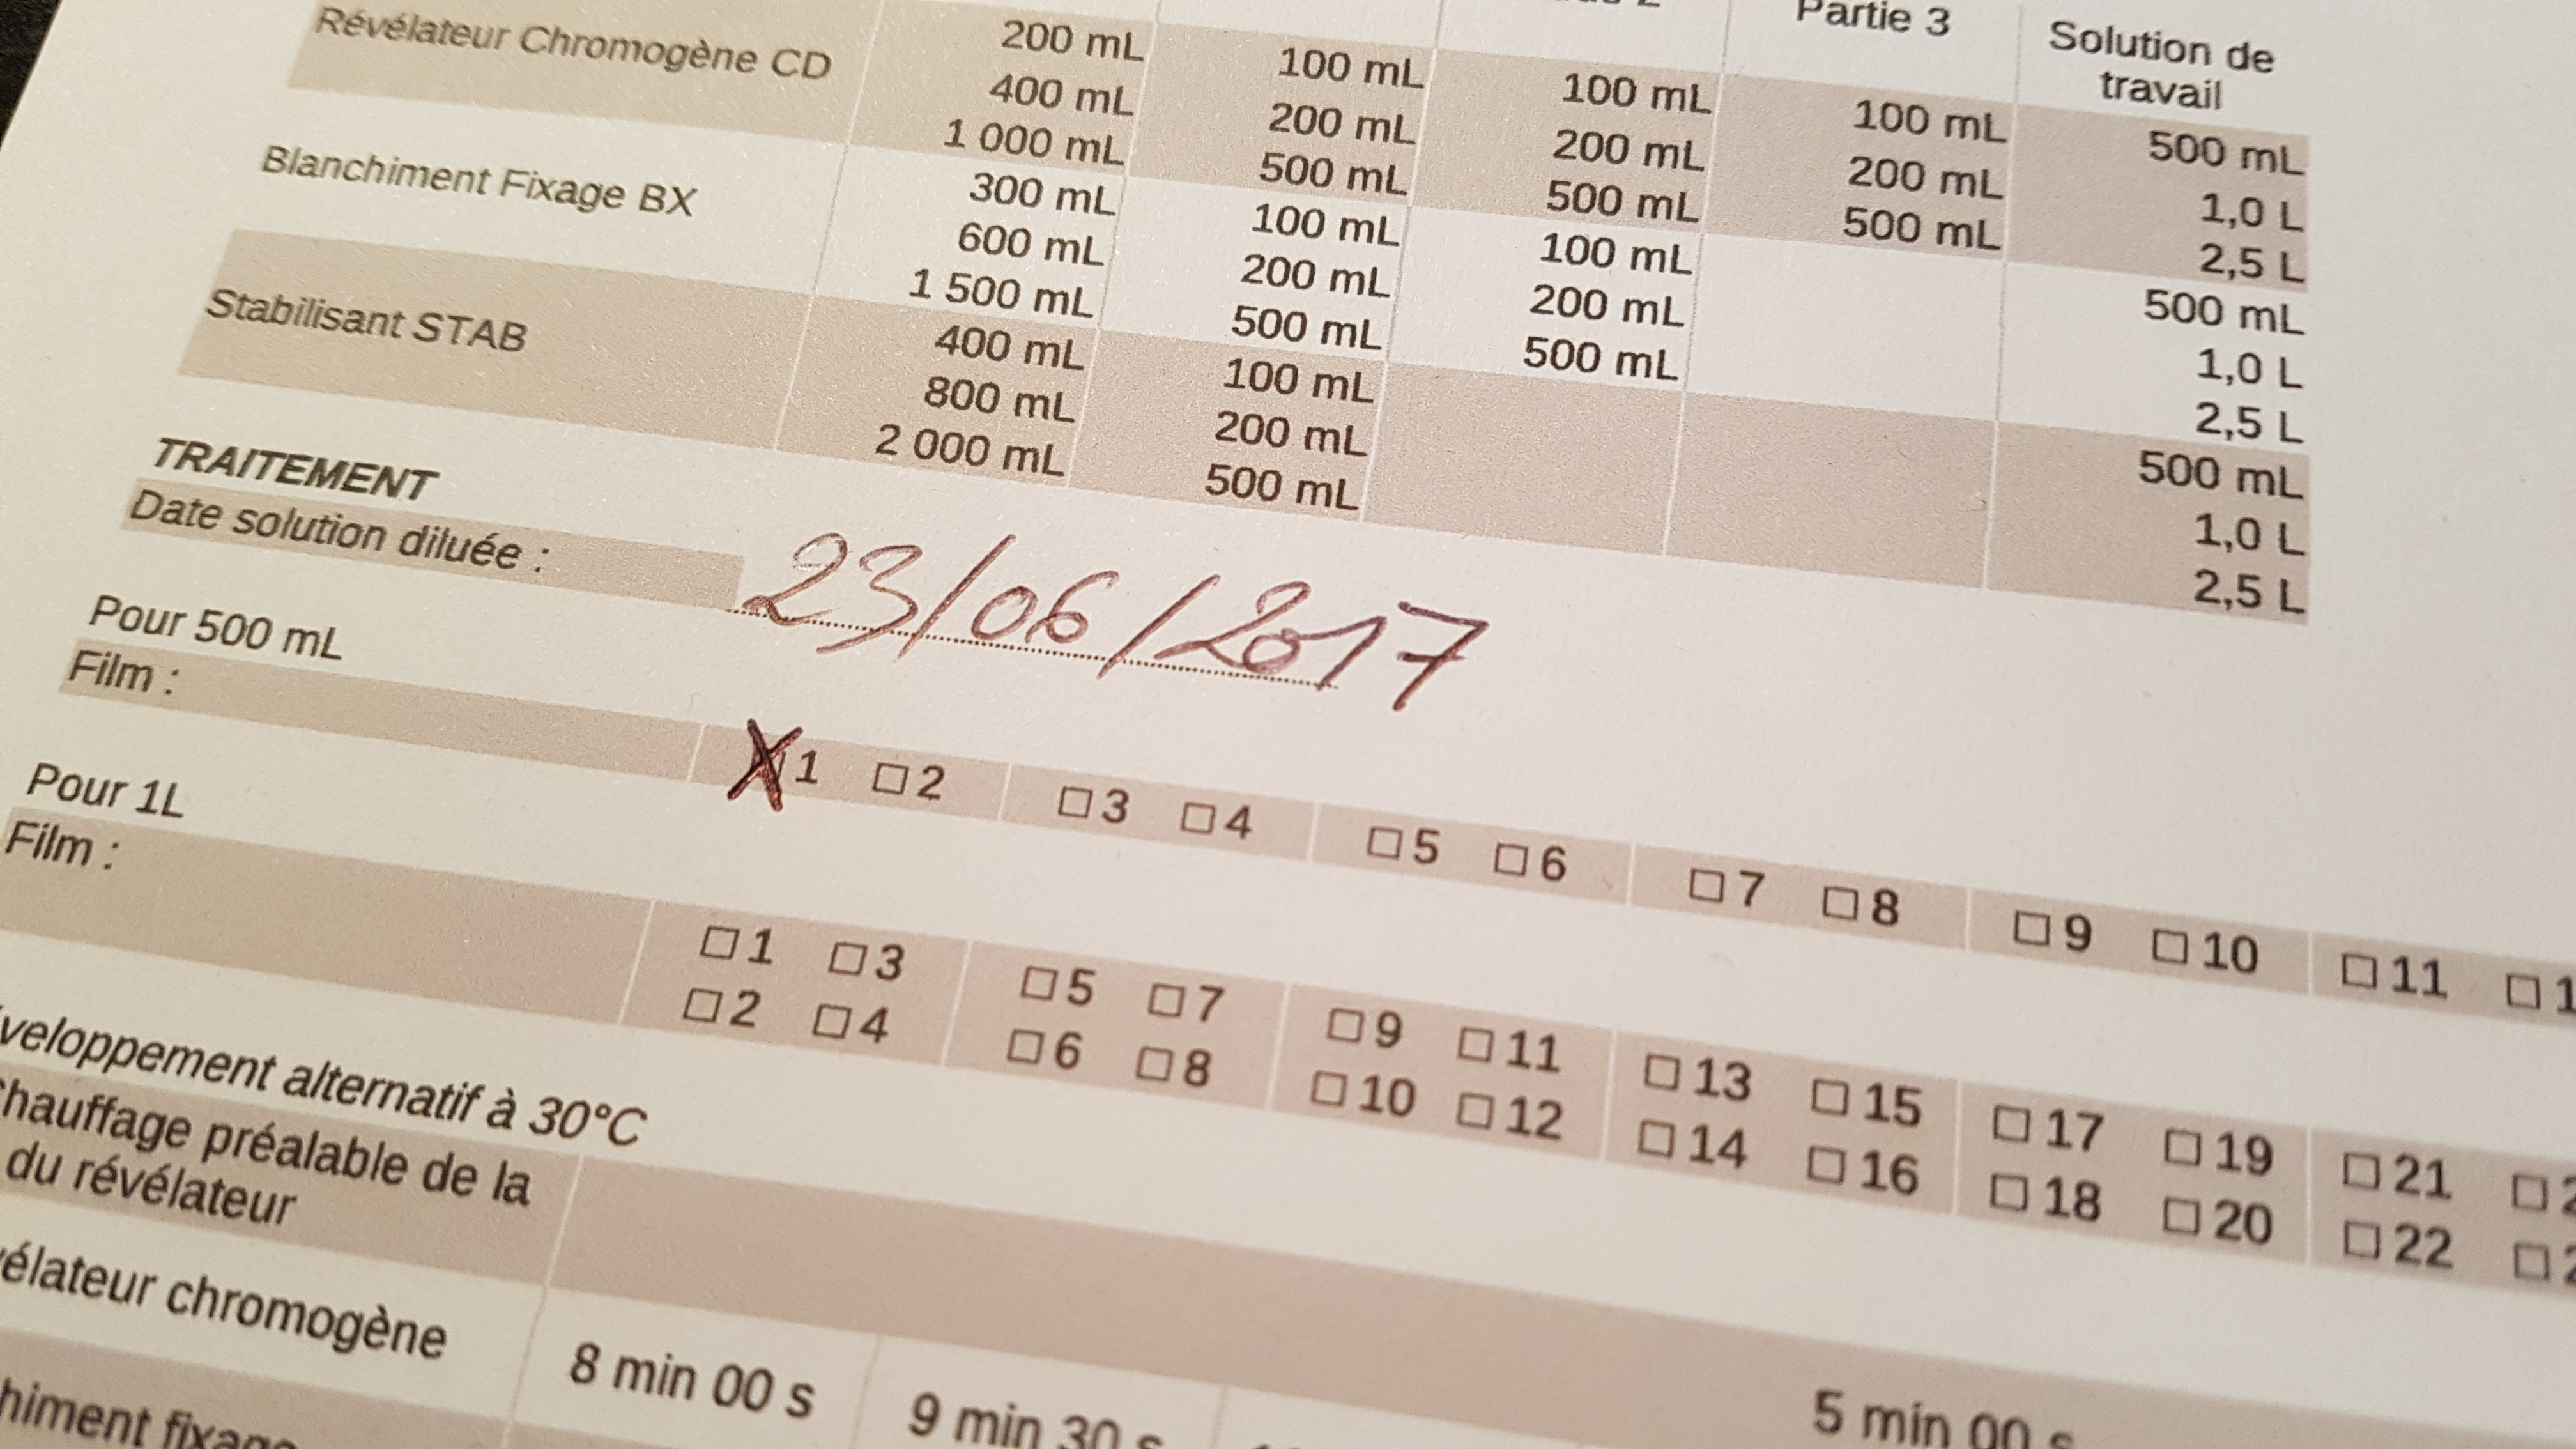 Partie 3 Solution de travail
Révélateur Chromogène CD 200 mL 100 mL 100 mL 100 mL 500 mL
400 mL 200 mL 200 mL 200 mL 1,0 L
1 000 mL 500 mL 500 mL 500 mL 2,5 L
Blanchiment Fixage BX 300 mL 100 mL 100 mL 500 mL
600 mL 200 mL 200 mL 1,0 L
1 500 mL 500 mL 500 mL 2,5 L
Stabilisant STAB 400 mL 100 mL 500 mL
800 mL 200 mL 1,0 L
2 000 mL 500 mL 2,5 L
TRAITEMENT
Date solution diluée : 23/06/2017
Pour 500 mL
Film : 1 2 3 4 5 6 7 8 9 10 11
Pour 1L
Film : 1 3 5 7 9 11 13 15 17 19 21
2 4 6 8 10 12 14 16 18 20 22
alternatif à 30°C
préalable de la
du révélateur
chromogène 8 min 00 s 9 min 30 s 5 min 00 s